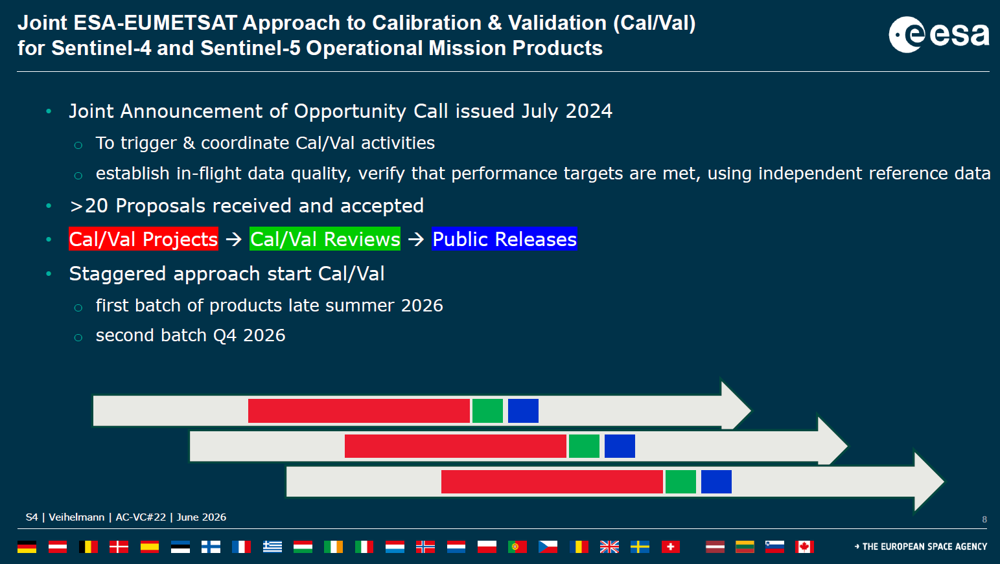 Joint ESA-EUMETSAT Approach to Calibration & Validation (Cal/Val)
for Sentinel-4 and Sentinel-5 Operational Mission Products
esa
• Joint Announcement of Opportunity Call issued July 2024
o To trigger & coordinate Cal/Val activities
o establish in-flight data quality, verify that performance targets are met, using independent reference data
• >20 Proposals received and accepted
• Cal/Val Projects → Cal/Val Reviews → Public Releases
• Staggered approach start Cal/Val
o first batch of products late summer 2026
o second batch Q4 2026
S4 | Veihelmann | AC-VC#22 | June 2026
8
→ THE EUROPEAN SPACE AGENCY